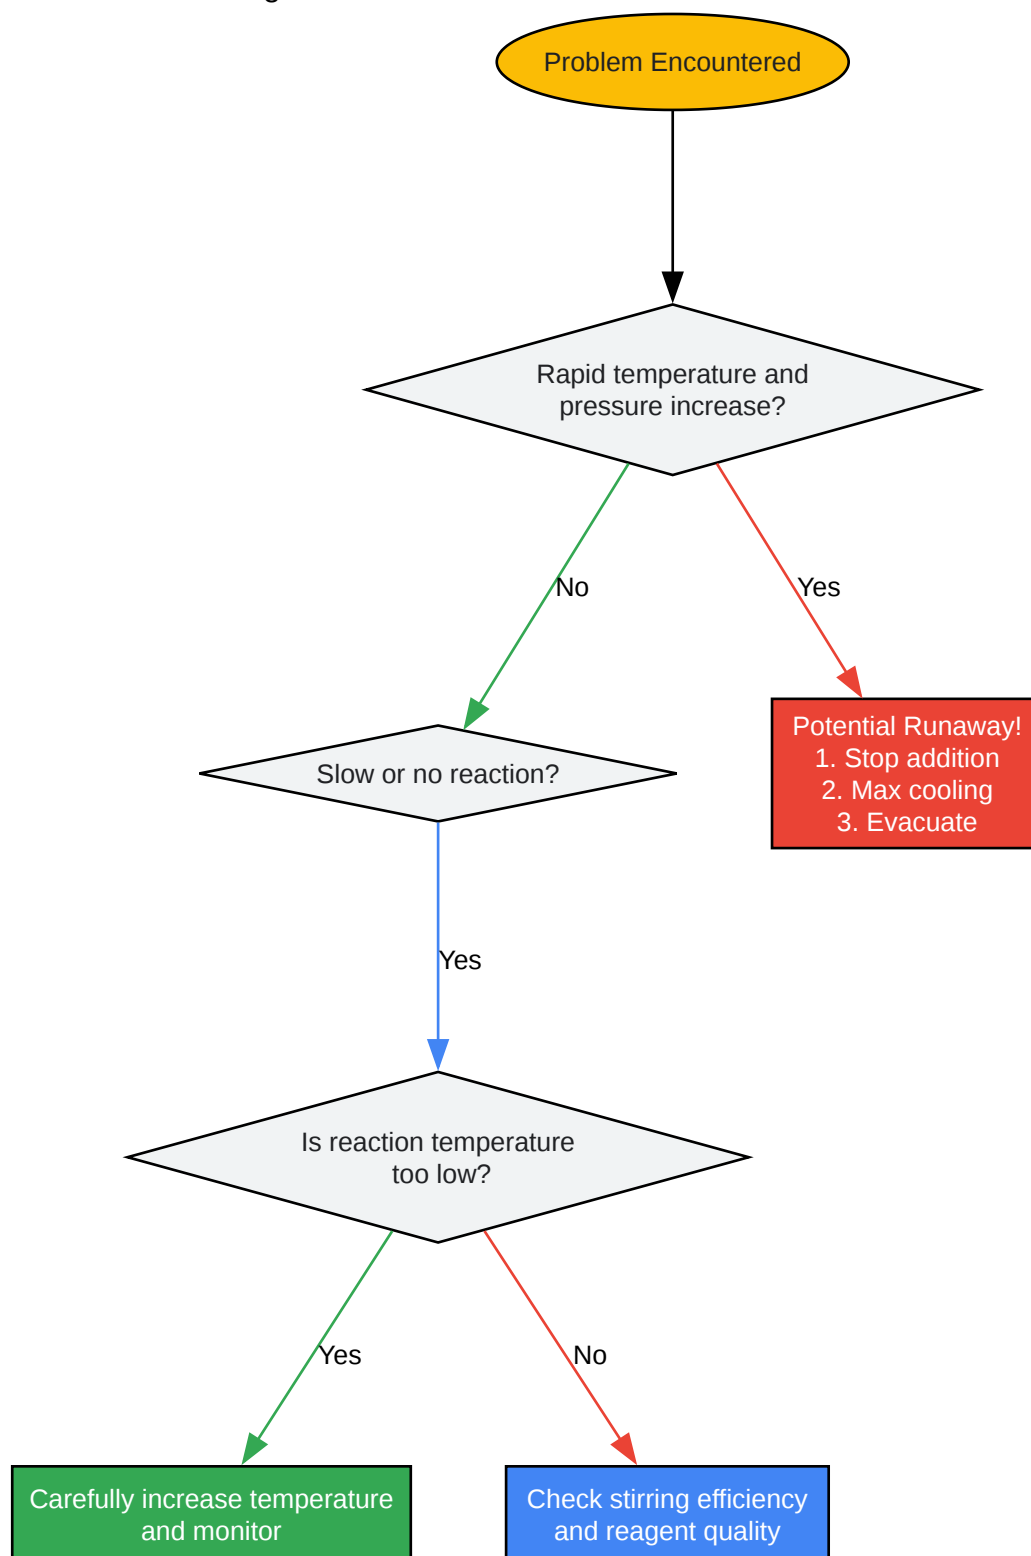 Problem Encountered
Rapid temperature and
pressure increase?
No
Yes
Potential Runaway!
1. Stop addition
2. Max cooling
3. Evacuate
Slow or no reaction?
Yes
Is reaction temperature
too low?
Yes
No
Carefully increase temperature
and monitor
Check stirring efficiency
and reagent quality